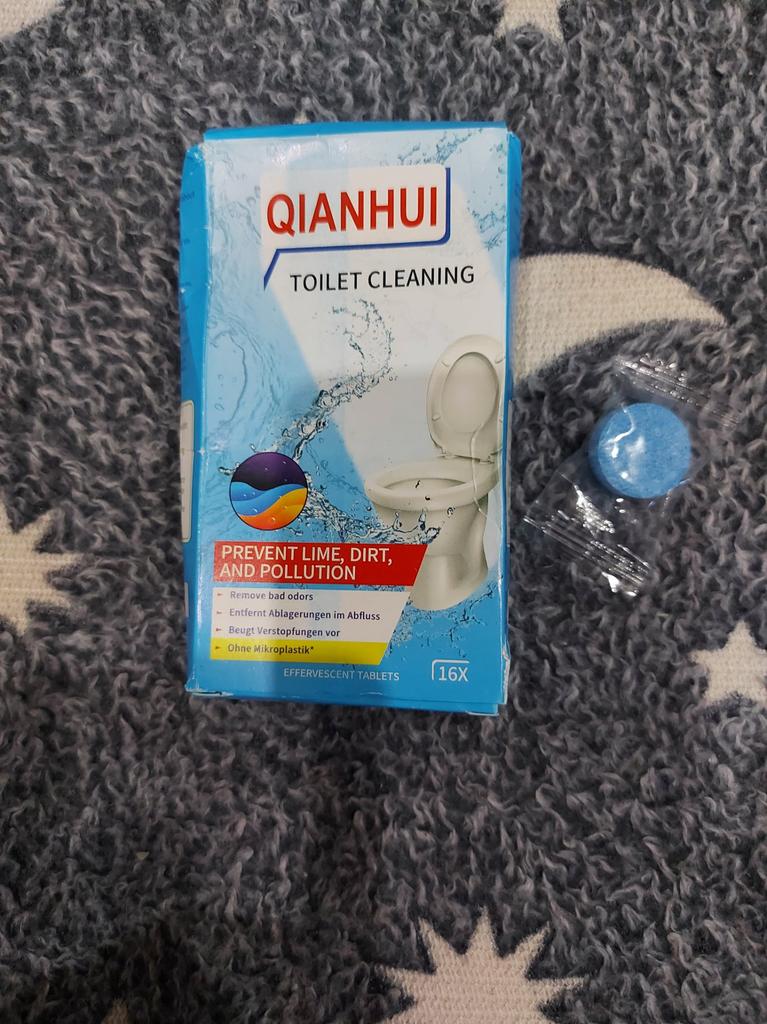 QIANHUI
TOILET CLEANING
PREVENT LIME, DIRT,
AND POLLUTION
Remove bad odors
Entfernt Ablagerungen im Abfluss
Beugt Verstopfungen vor
Ohne Mikroplastik*
EFFERVESCENT TABLETS
16X